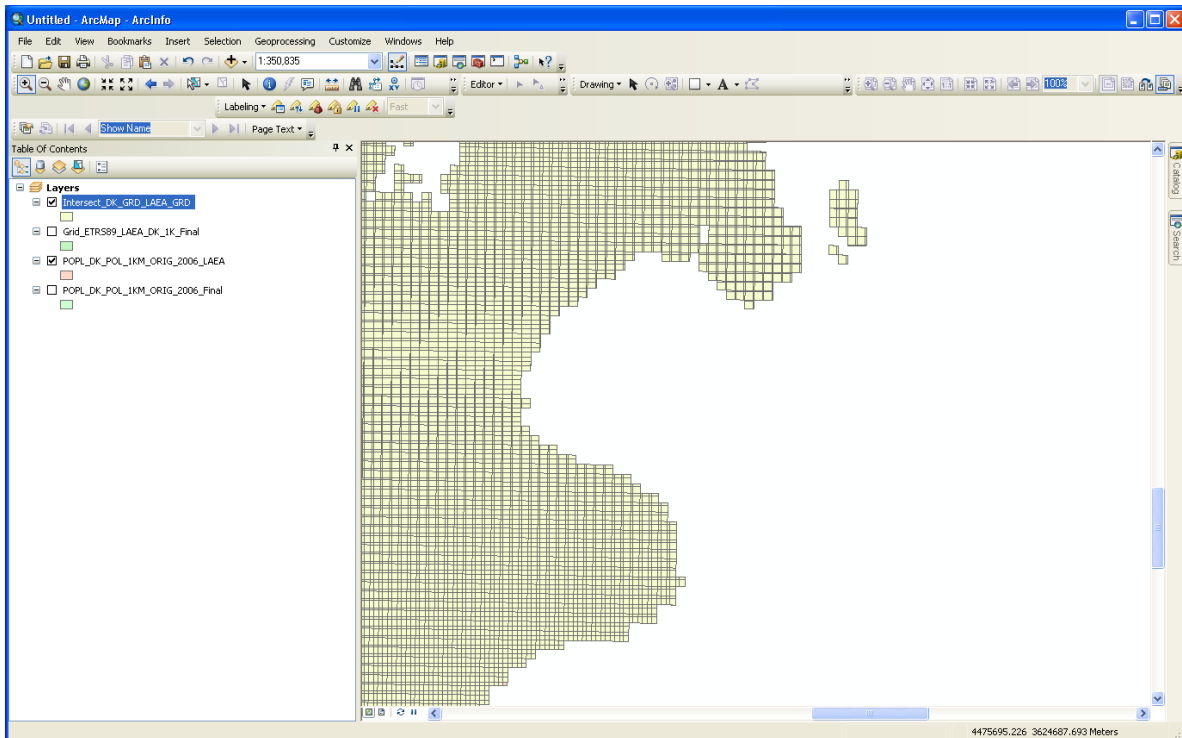 Untitled - ArcMap - ArcInfo
File Edit View Bookmarks Insert Selection Geoprocessing Customize Windows Help
1:350,835
Editor Drawing A 100%
Labeling Fast
Show Name Page Text
Table Of Contents
Layers
Intersect_DK_GRD_LAEA_GRD
Grid_ETRS89_LAEA_DK_1K_Final
POPL_DK_POL_1KM_ORIG_2006_LAEA
POPL_DK_POL_1KM_ORIG_2006_Final
Catalog
Search
4475695.226 3624687.693 Meters